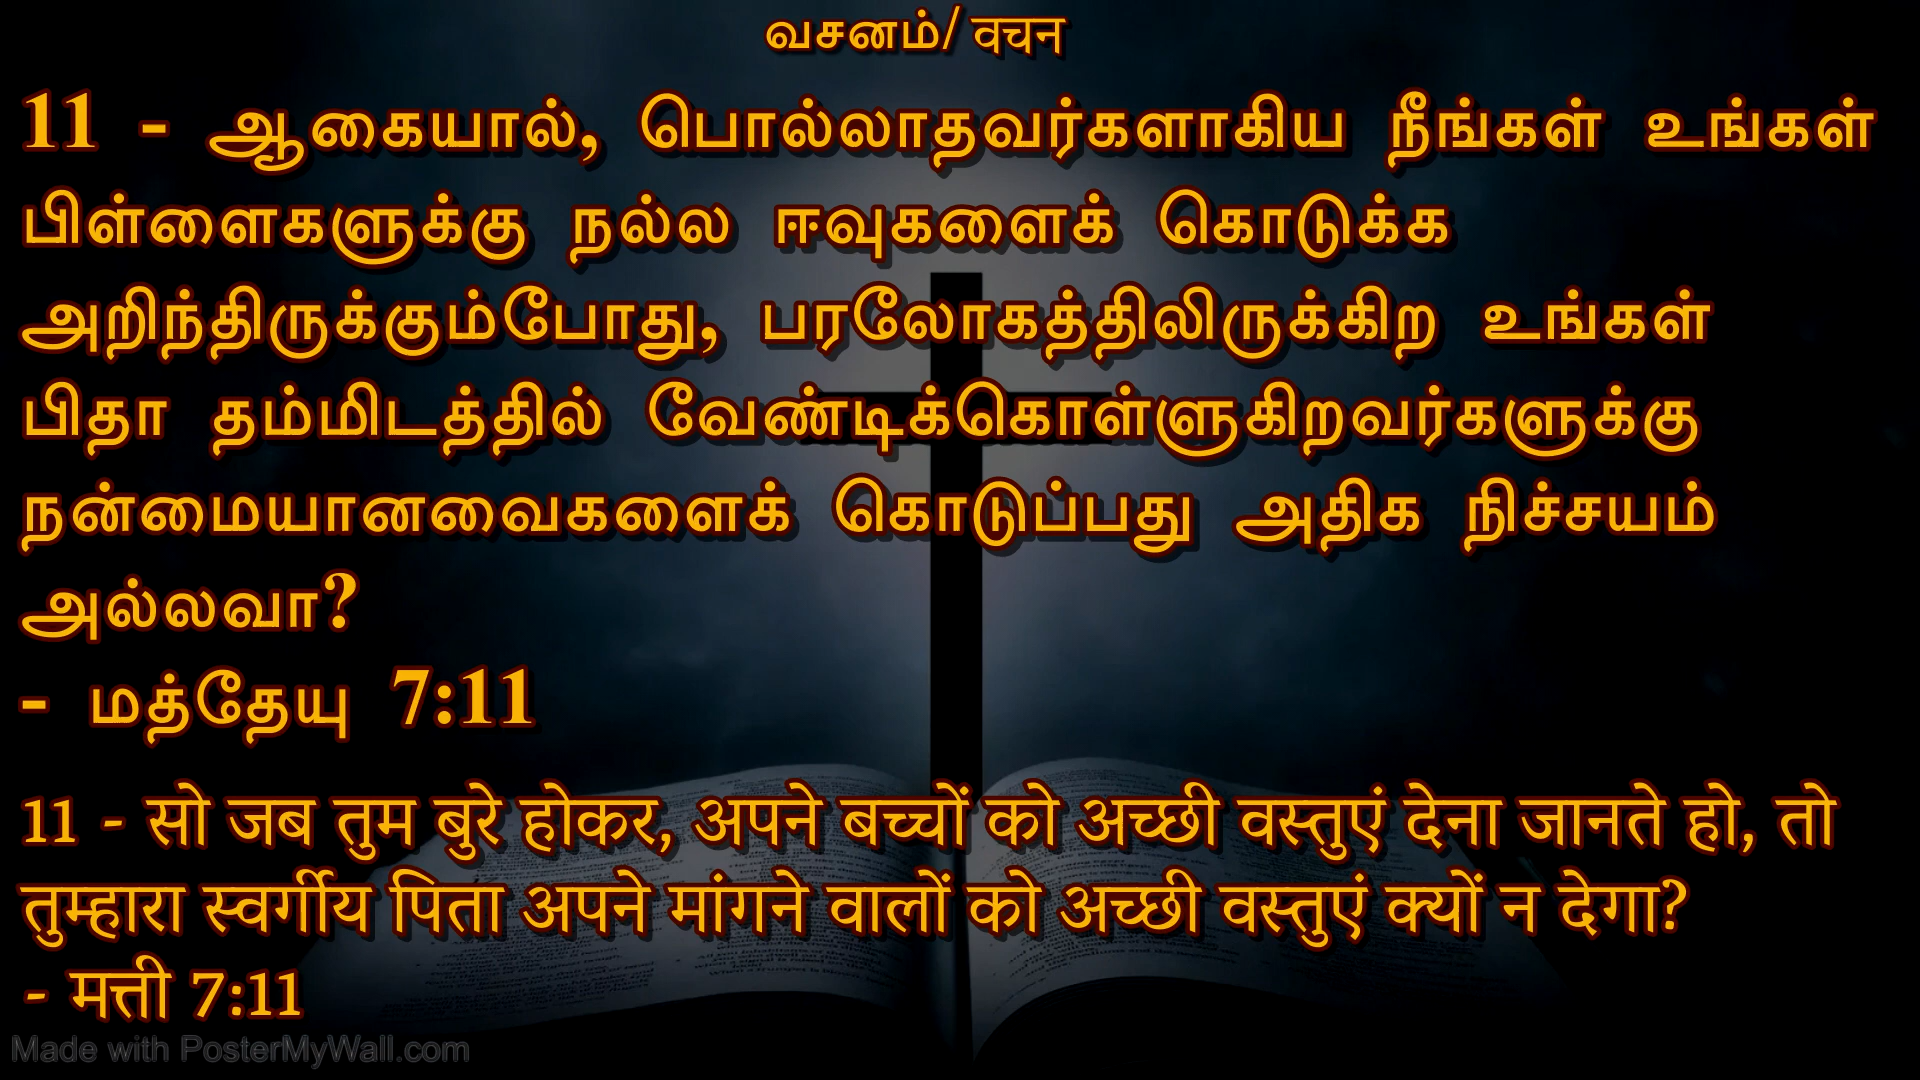 வசனம்/ वचन
11 - ஆகையால், பொல்லாதவர்களாகிய நீங்கள் உங்கள்
பிள்ளைகளுக்கு நல்ல ஈவுகளைக் கொடுக்க
அறிந்திருக்கும்போது, பரலோகத்திலிருக்கிற உங்கள்
பிதா தம்மிடத்தில் வேண்டிக்கொள்ளுகிறவர்களுக்கு
நன்மையானவைகளைக் கொடுப்பது அதிக நிச்சயம்
அல்லவா?
- மத்தேயு 7:11
11 - सो जब तुम बुरे होकर, अपने बच्चों को अच्छी वस्तुएं देना जानते हो, तो
तुम्हारा स्वर्गीय पिता अपने मांगने वालों को अच्छी वस्तुएं क्यों न देगा?
- मत्ती 7:11
Made with PosterMyWall.com